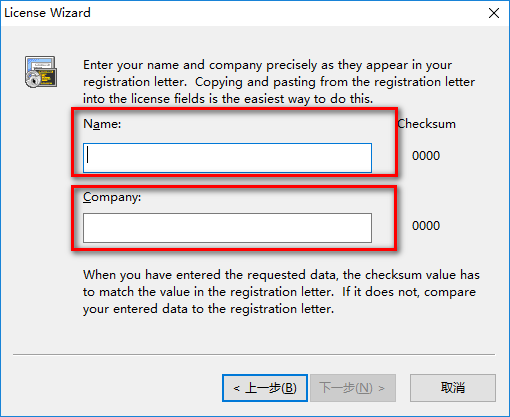 License Wizard
Enter your name and company precisely as they appear in your
registration letter. Copying and pasting from the registration letter
into the license fields is the easiest way to do this.
Name: Checksum
0000
Company:
0000
When you have entered the requested data, the checksum value has
to match the value in the registration letter. If it does not, compare
your entered data to the registration letter.
< 上一步(B) 下一步(N) > 取消